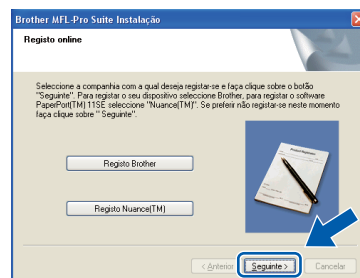 Brother MFL-Pro Suite Instalação
Registo online
Seleccione a companhia com a qual deseja registar-se e faça clique sobre o botão
"Seguinte". Para registar o seu dispositivo seleccione Brother, para registar o software
PaperPort(TM) 11SE seleccione "Nuance(TM)". Se preferir não registar-se neste momento
faça clique sobre " Seguinte".
Registo Brother
Registo Nuance(TM)
< Anterior
Seguinte >
Cancelar